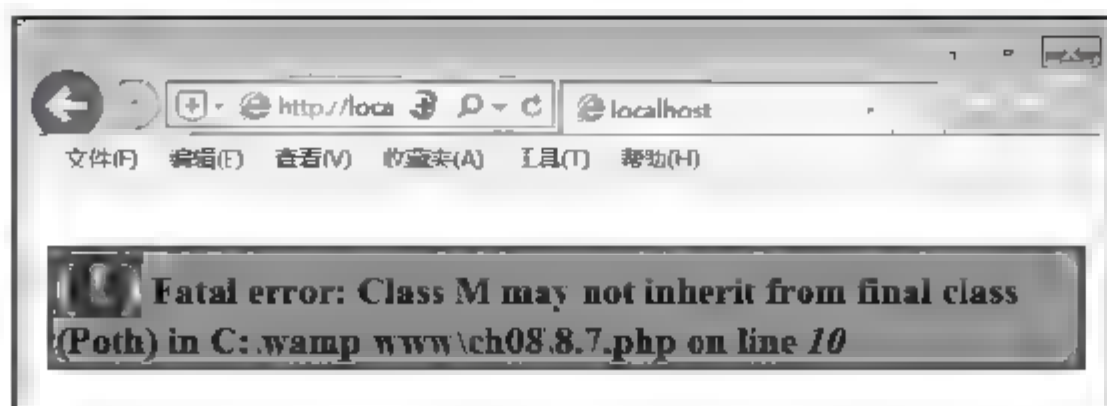 http://loca
localhost
文件(F) 编辑(E) 查看(V) 收藏夹(A) 工具(T) 帮助(H)
Fatal error: Class M may not inherit from final class
(Poth) in C:\wamp\www\ch08\8.7.php on line 10